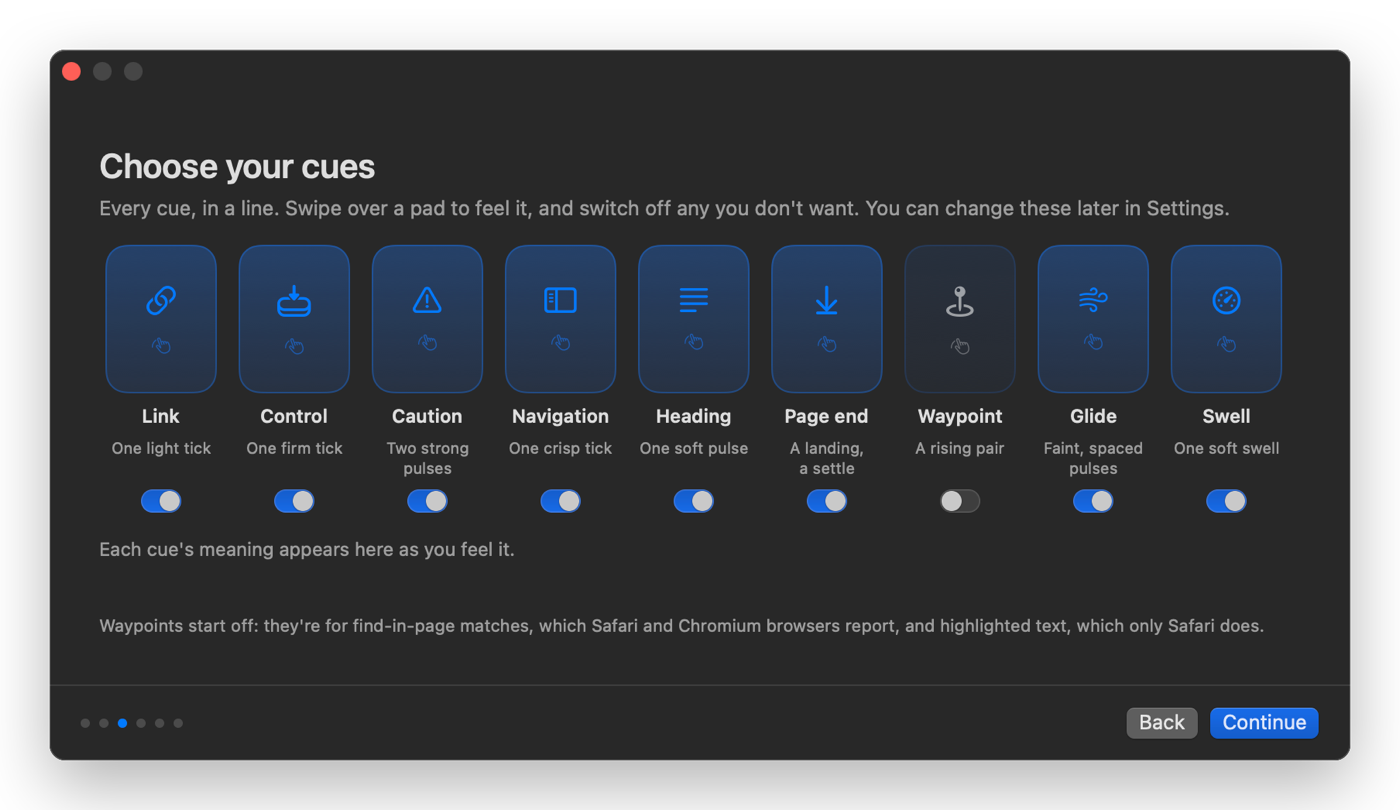 Choose your cues
Every cue, in a line. Swipe over a pad to feel it, and switch off any you don't want. You can change these later in Settings.
Link
One light tick
Control
One firm tick
Caution
Two strong
pulses
Navigation
One crisp tick
Heading
One soft pulse
Page end
A landing,
a settle
Waypoint
A rising pair
Glide
Faint, spaced
pulses
Swell
One soft swell
Each cue's meaning appears here as you feel it.
Waypoints start off: they're for find-in-page matches, which Safari and Chromium browsers report, and highlighted text, which only Safari does.
Back
Continue